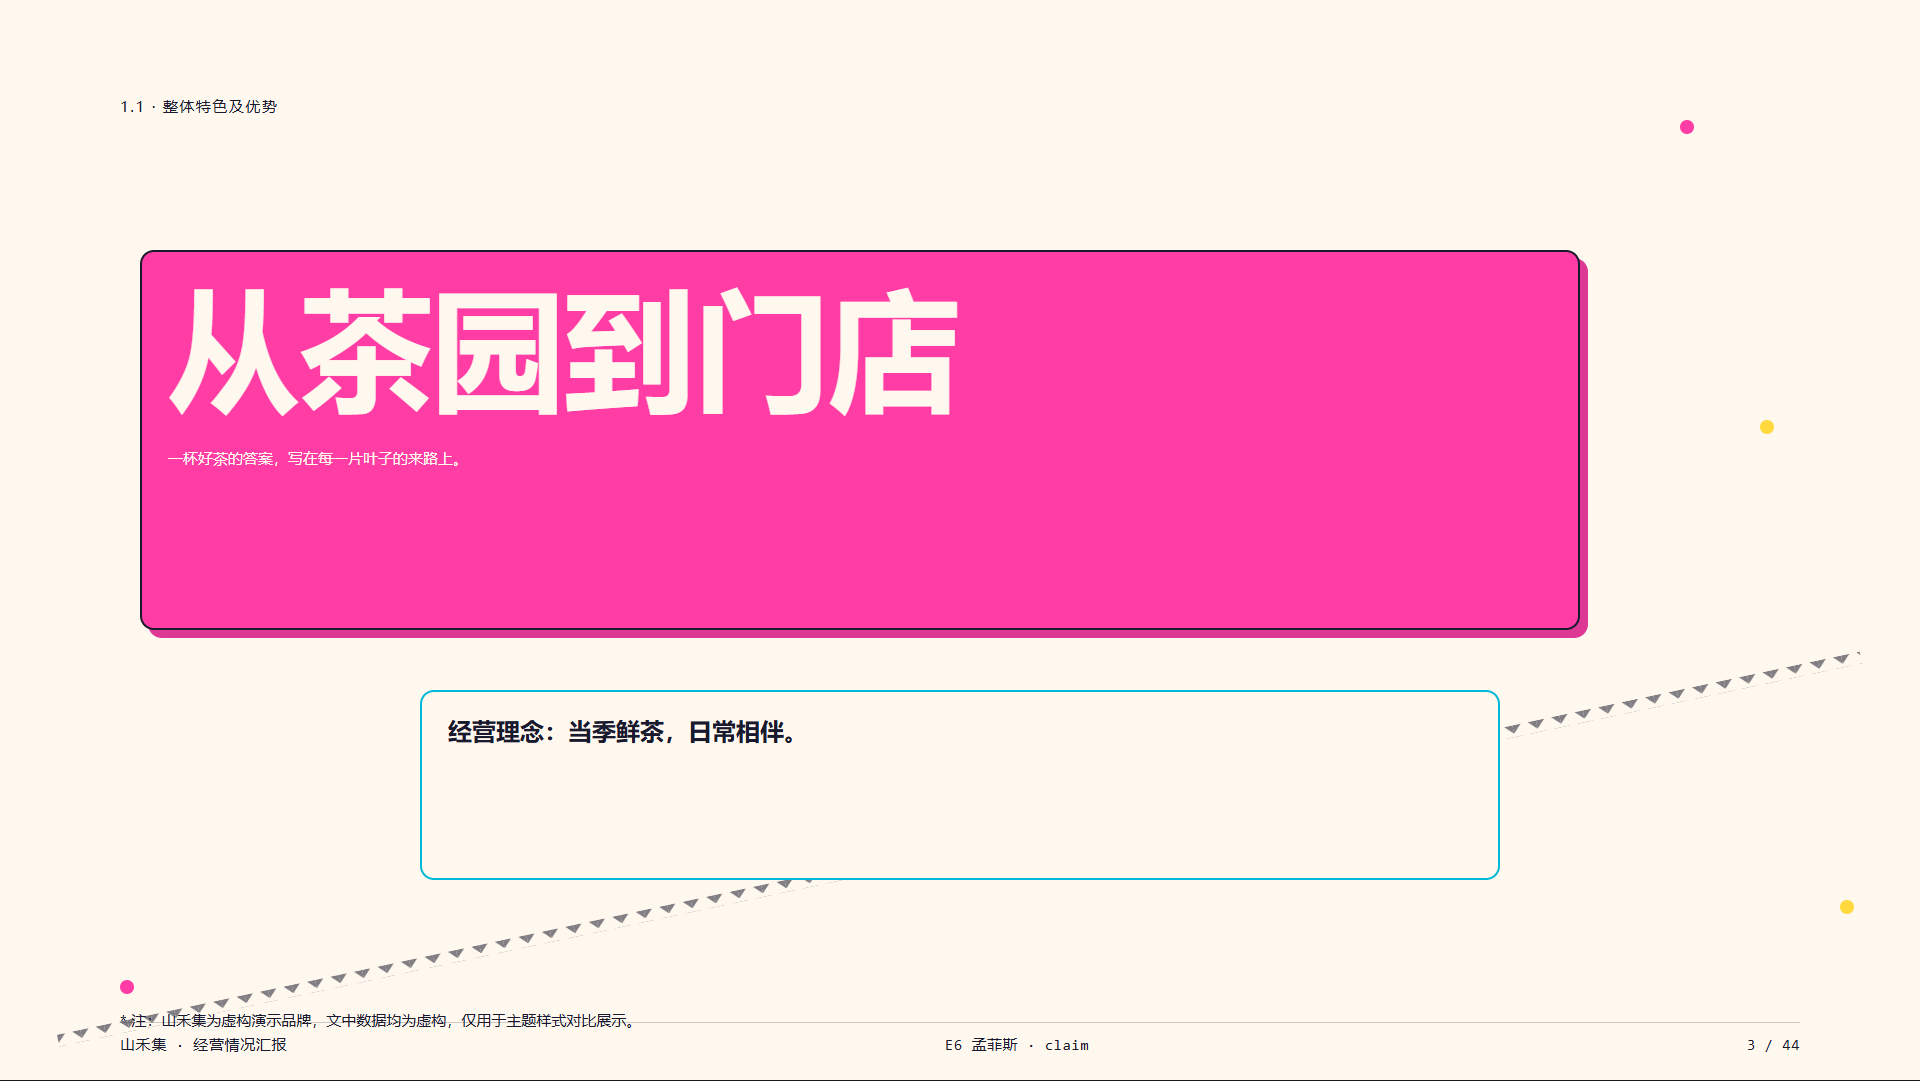 1.1 · 整体特色及优势
从茶园到门店
一杯好茶的答案，写在每一片叶子的来路上。
经营理念：当季鲜茶，日常相伴。
* 注：山禾集为虚构演示品牌，文中数据均为虚构，仅用于主题样式对比展示。
山禾集 · 经营情况汇报
E6 孟菲斯 · claim
3 / 44